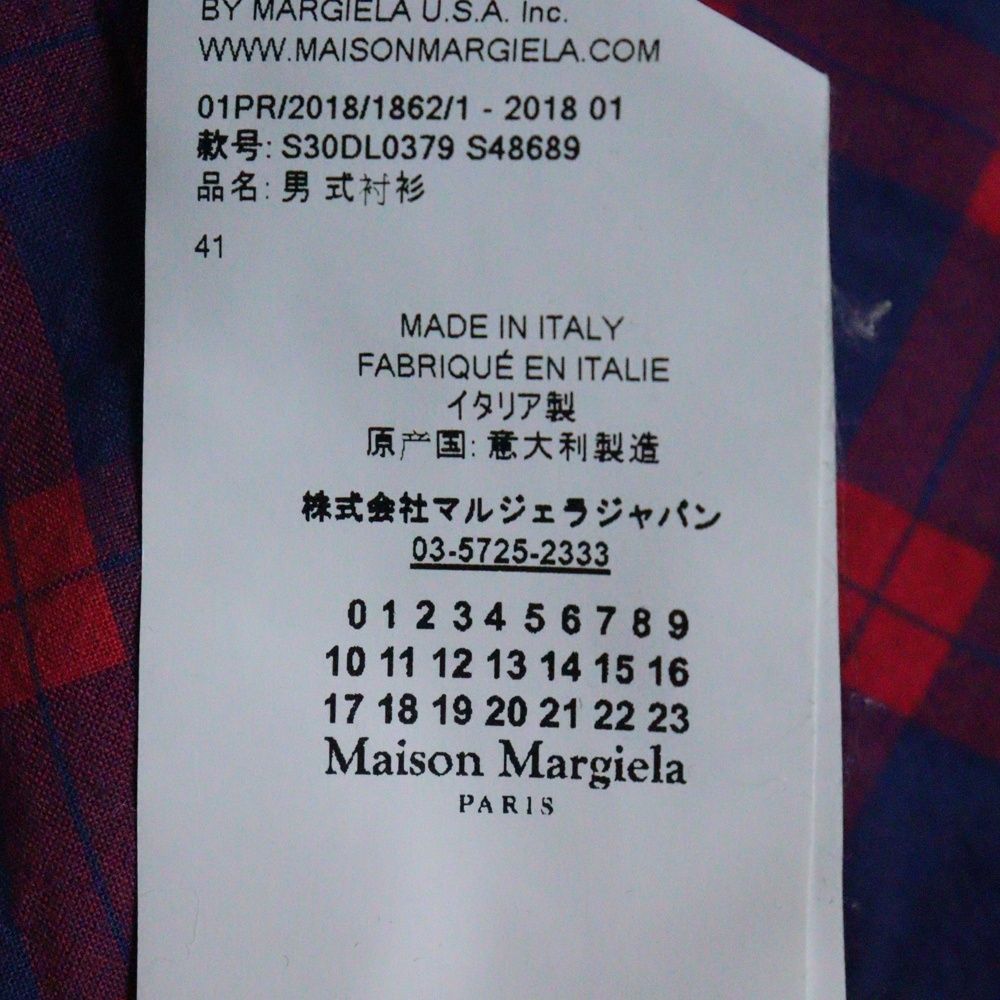 BY MARGIELA U.S.A. Inc.
WWW.MAISONMARGIELA.COM
01PR/2018/1862/1 - 2018 01
款号: S30DL0379 S48689
品名: 男 式衬衫
41
MADE IN ITALY
FABRIQUÉ EN ITALIE
イタリア製
原产国: 意大利製造
株式会社マルジェラジャパン
03-5725-2333
0 1 2 3 4 5 6 7 8 9
10 11 12 13 14 15 16
17 18 19 20 21 22 23
Maison Margiela
PARIS